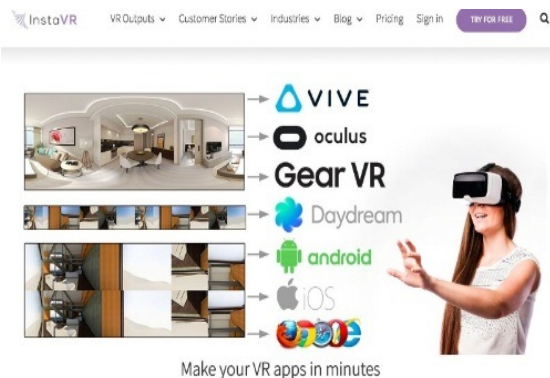 InstaVR VR Outputs Customer Stories Industries Blog Pricing Sign in TRY FOR FREE
VIVE
oculus
Gear VR
Daydream
android
iOS
Make your VR apps in minutes